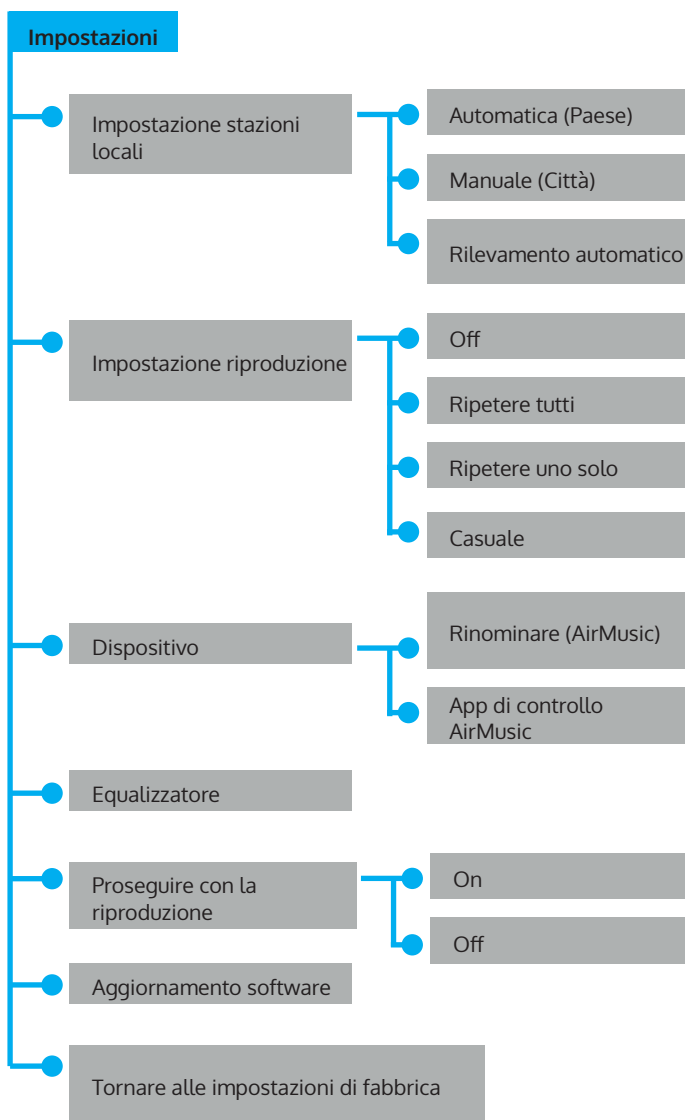 Impostazioni
Impostazione stazioni
locali
Automatica (Paese)
Manuale (Città)
Rilevamento automatico
Impostazione riproduzione
Off
Ripetere tutti
Ripetere uno solo
Casuale
Dispositivo
Rinominare (AirMusic)
App di controllo
AirMusic
Equalizzatore
Proseguire con la
riproduzione
On
Off
Aggiornamento software
Tornare alle impostazioni di fabbrica